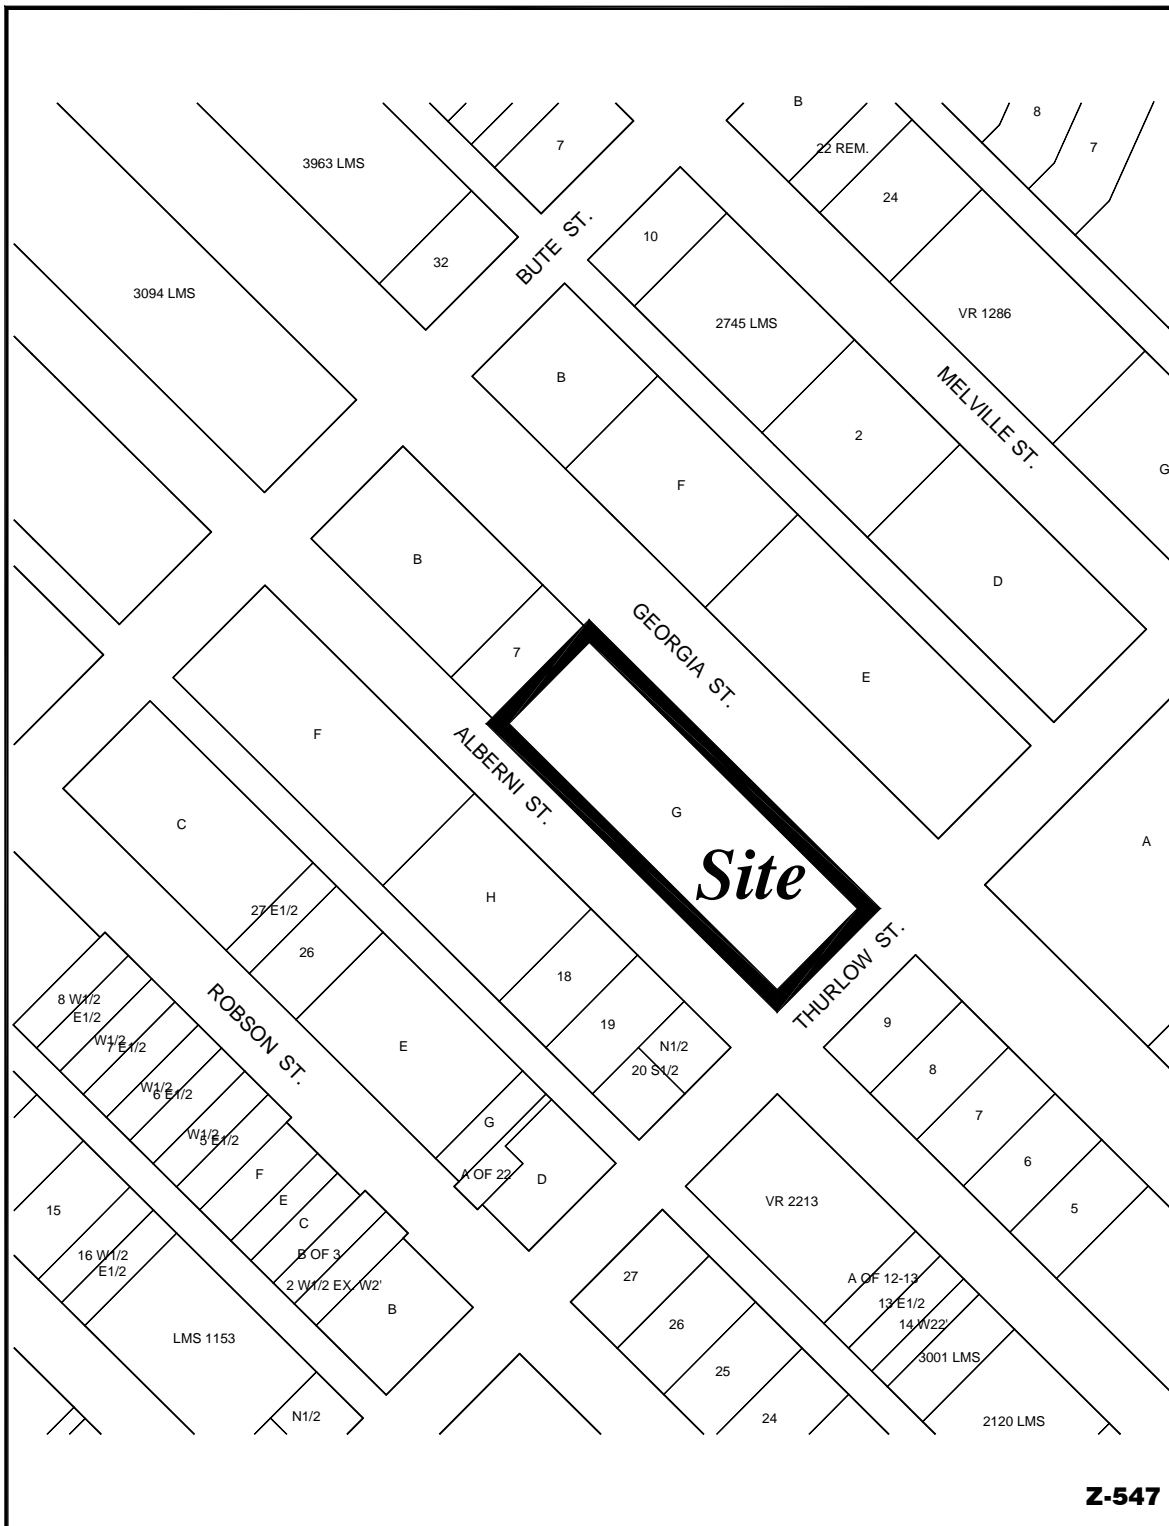 B
8
3963 LMS
7
22 REM.
7
24
10
BUTE ST.
32
3094 LMS
2745 LMS
VR 1286
B
MELVILLE ST.
2
G
F
B
D
GEORGIA ST.
7
E
F
ALBERNI ST.
G
C
A
Site
H
27 E1/2
26
THURLOW ST.
18
8 W1/2
E1/2
ROBSON ST.
19
9
W1/2
7 E1/2
E
N1/2
20 S1/2
8
W1/2
6 E1/2
7
G
W1/2
5 E1/2
6
F
A OF 22
D
E
VR 2213
5
15
C
16 W1/2
E1/2
B OF 3
27
A OF 12-13
2 W1/2 EX. W2'
13 E1/2
B
26
14 W22'
LMS 1153
3001 LMS
25
N1/2
24
2120 LMS
Z-547